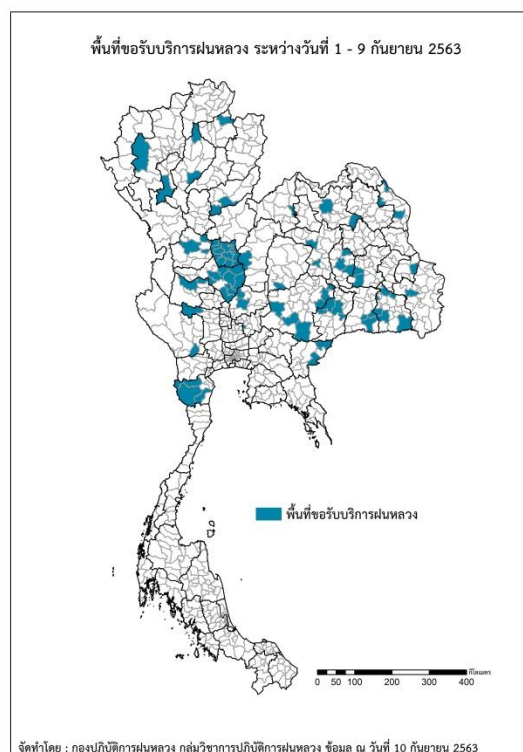 พื้นที่ขอรับบริการฝนหลวง ระหว่างวันที่ 1 - 9 กันยายน 2563
พื้นที่ขอรับบริการฝนหลวง
กิโลเมตร
0 50 100 200 300 400
จัดทำโดย : กองปฏิบัติการฝนหลวง กลุ่มวิชาการปฏิบัติการฝนหลวง ข้อมูล ณ วันที่ 10 กันยายน 2563